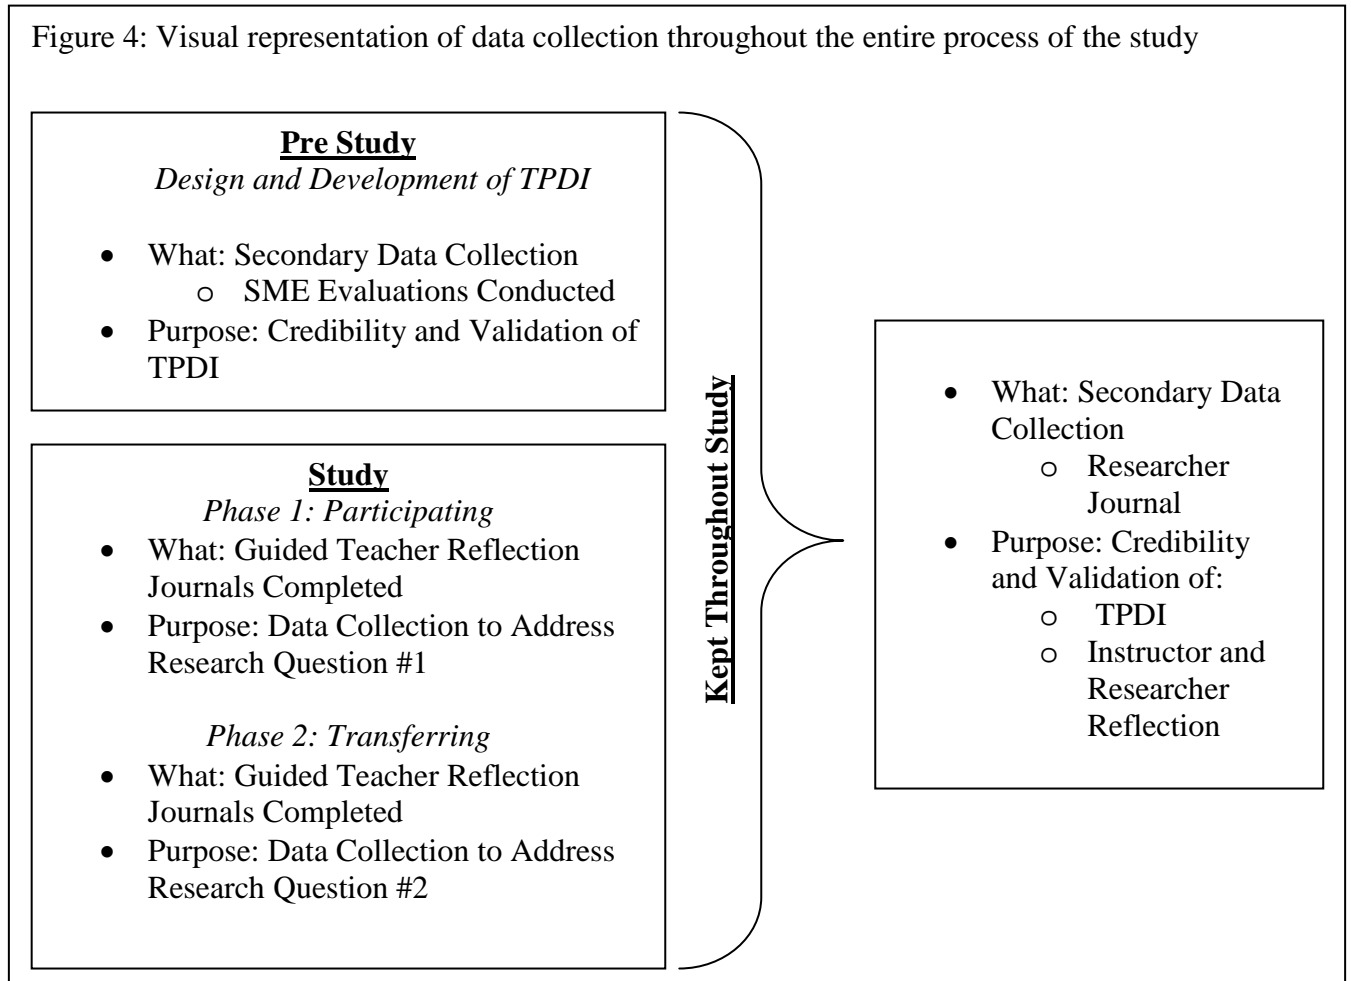 Figure 4: Visual representation of data collection throughout the entire process of the study
Pre Study
Design and Development of TPDI
• What: Secondary Data Collection
o SME Evaluations Conducted
• Purpose: Credibility and Validation of
TPDI
Study
Phase 1: Participating
• What: Guided Teacher Reflection
Journals Completed
• Purpose: Data Collection to Address
Research Question #1
Phase 2: Transferring
• What: Guided Teacher Reflection
Journals Completed
• Purpose: Data Collection to Address
Research Question #2
Kept Throughout Study
• What: Secondary Data
Collection
o Researcher
Journal
• Purpose: Credibility
and Validation of:
o TPDI
o Instructor and
Researcher
Reflection